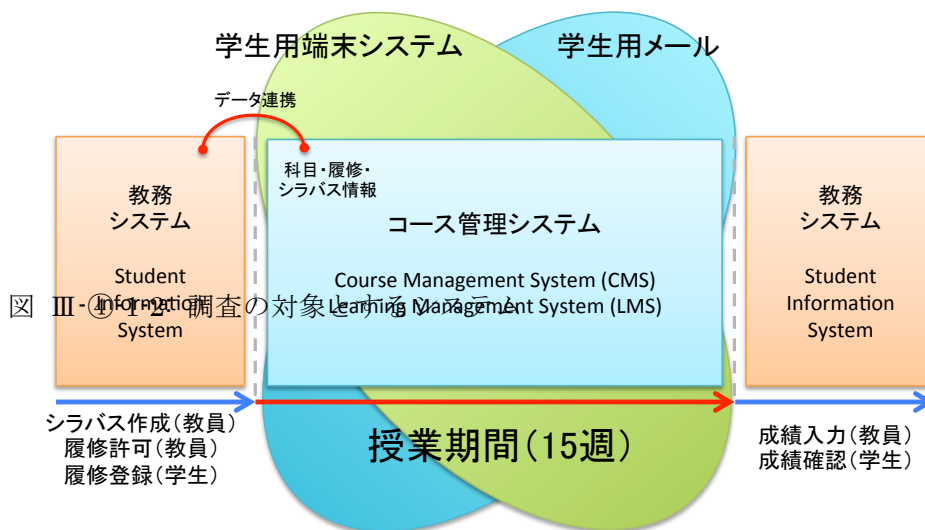 学生用端末システム
学生用メール
データ連携
教務
システム
Student
Information
System
科目・履修・
シラバス情報
コース管理システム
Course Management System (CMS)
Learning Management System (LMS)
教務
システム
Student
Information
System
図 Ⅲ-④-1-2. 調査の対象とするシステム
シラバス作成(教員)
履修許可(教員)
履修登録(学生)
授業期間(15週)
成績入力(教員)
成績確認(学生)